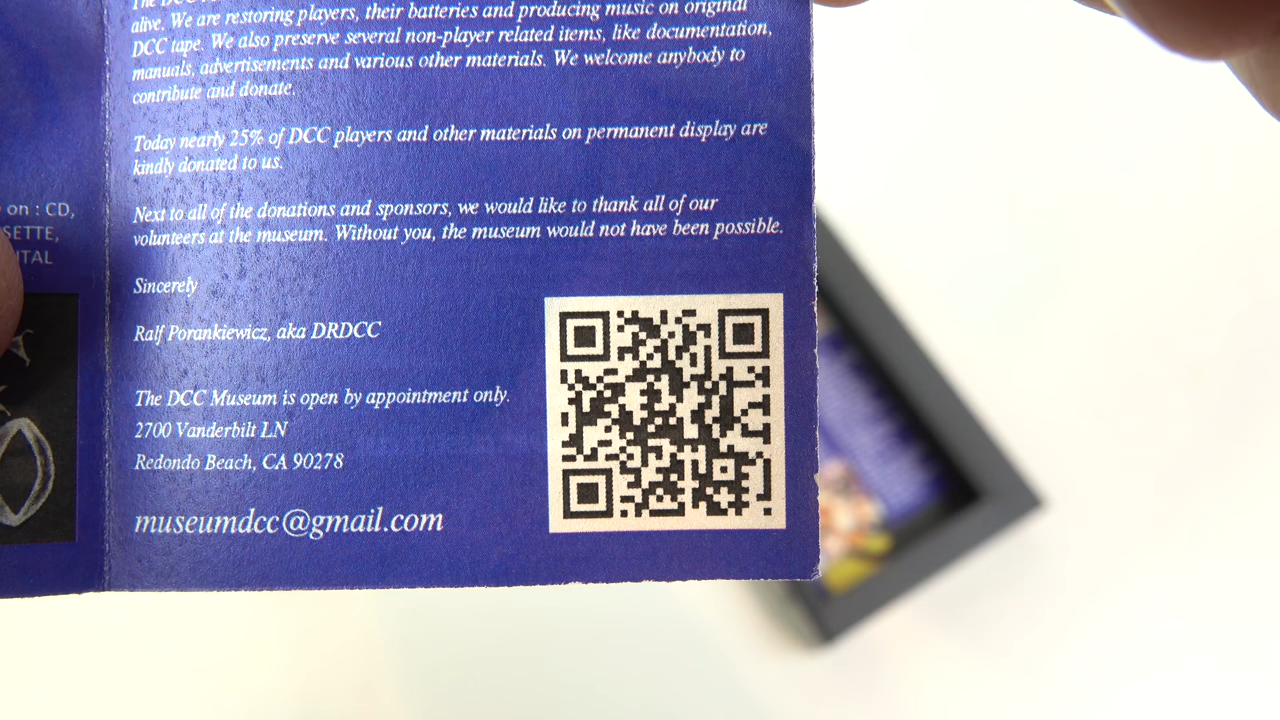 The DCC
alive. We are restoring players, their batteries and producing music on original
DCC tape. We also preserve several non-player related items, like documentation,
manuals, advertisements and various other materials. We welcome anybody to
contribute and donate.
Today nearly 25% of DCC players and other materials on permanent display are
kindly donated to us.
Next to all of the donations and sponsors, we would like to thank all of our
volunteers at the museum. Without you, the museum would not have been possible.
Sincerely
Ralf Porankiewicz, aka DRDCC
The DCC Museum is open by appointment only.
2700 Vanderbilt LN
Redondo Beach, CA 90278
museumdcc@gmail.com
on : CD,
SETTE,
ITAL